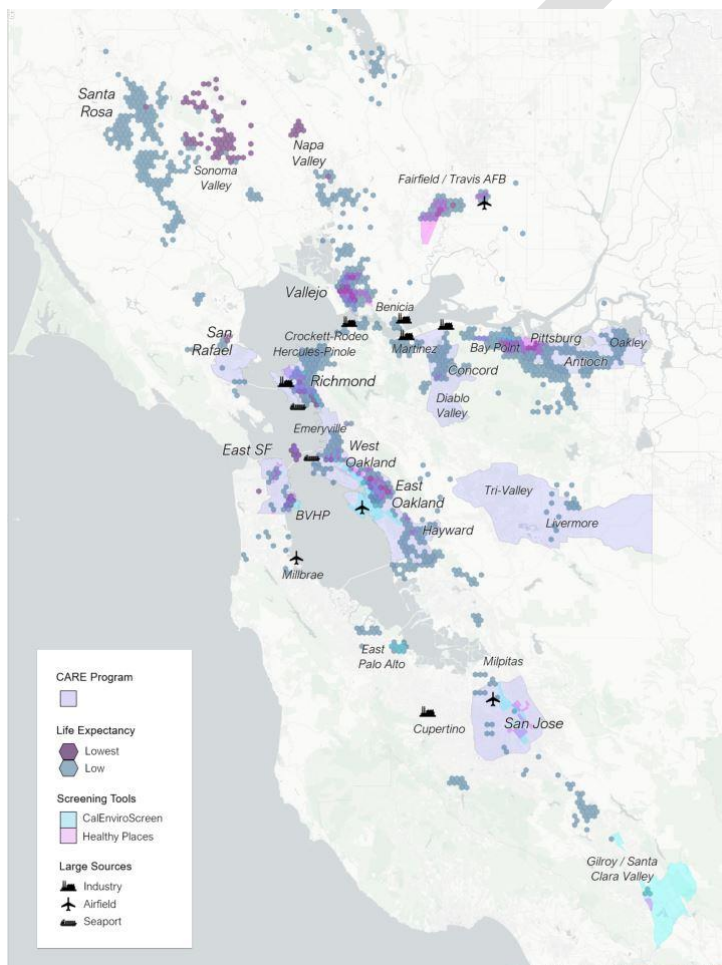 Santa
Rosa
Sonoma
Valley
Napa
Valley
Fairfield / Travis AFB
Vallejo
Benicia
Crockett-Rodeo
Hercules-Pinole
Martinez
San
Rafael
Richmond
Bay Point
Pittsburg
Antioch
Oakley
Concord
Diablo
Valley
Emeryville
West
Oakland
East SF
East
Oakland
Tri-Valley
Livermore
BVHP
Hayward
Millbrae
East
Palo Alto
Milpitas
San Jose
Cupertino
Gilroy / Santa
Clara Valley
CARE Program
Life Expectancy
Lowest
Low
Screening Tools
CalEnviroScreen
Healthy Places
Large Sources
Industry
Airfield
Seaport